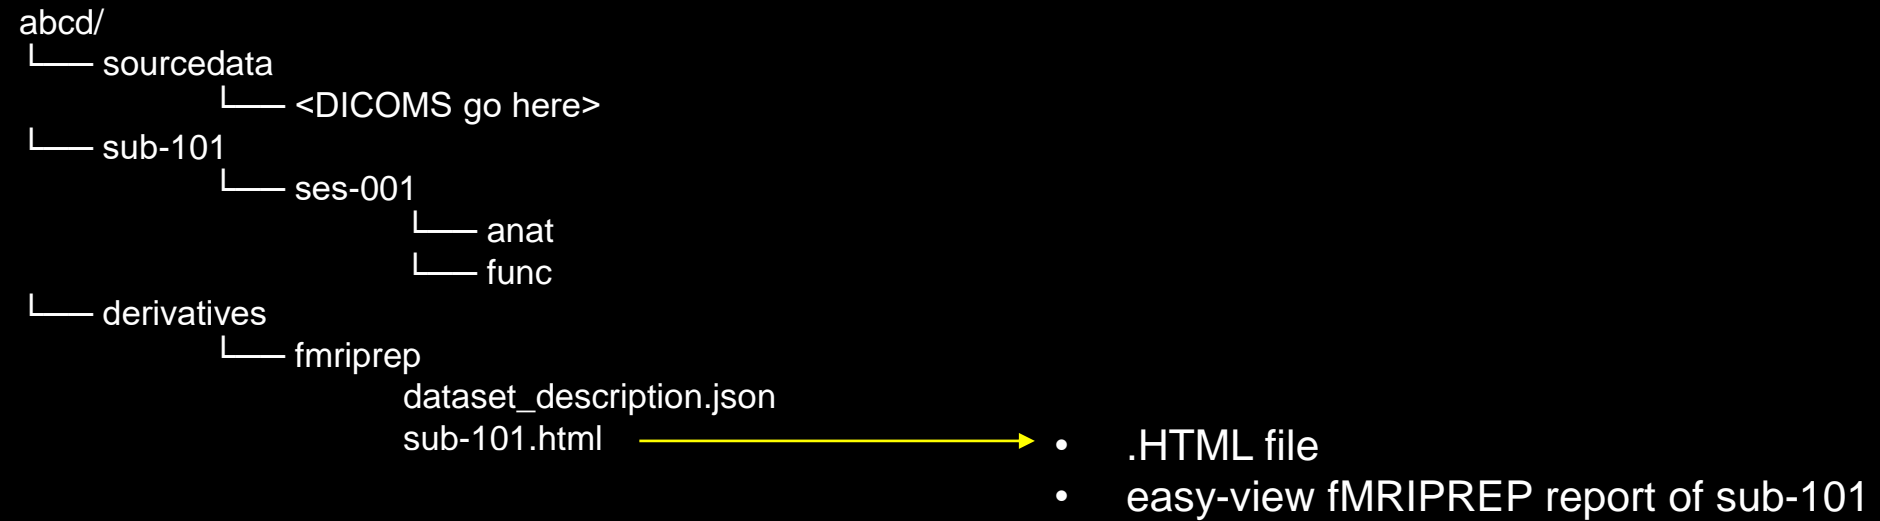 abcd/
└── sourcedata
└── <DICOMS go here>
└── sub-101
└── ses-001
└── anat
└── func
└── derivatives
└── fmriprep
dataset_description.json
sub-101.html
• .HTML file
• easy-view fMRIPREP report of sub-101